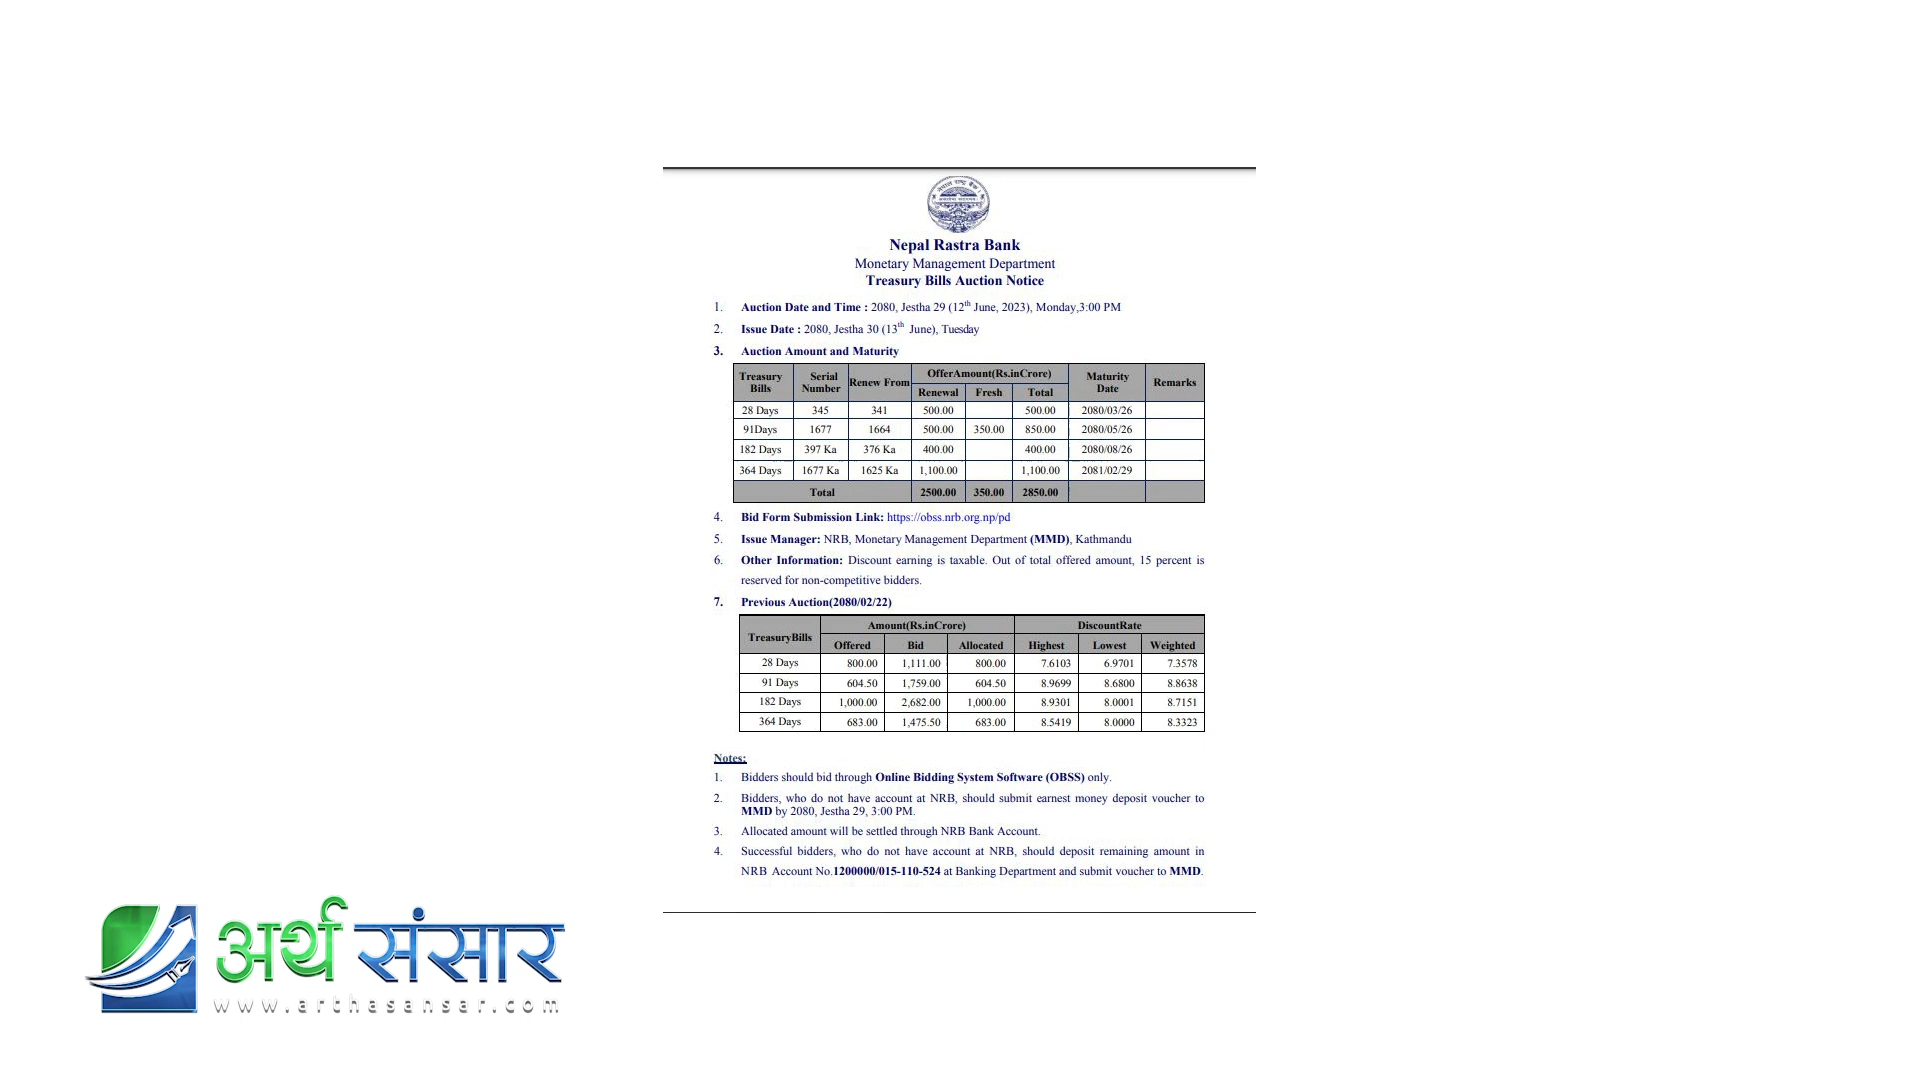 Nepal Rastra Bank
Monetary Management Department
Treasury Bills Auction Notice
1. Auction Date and Time : 2080, Jestha 29 (12th June, 2023), Monday,3:00 PM
2. Issue Date : 2080, Jestha 30 (13th June), Tuesday
3. Auction Amount and Maturity
Treasury Bills Serial Number Renew From OfferAmount(Rs.inCrore) Maturity Date Remarks
Renewal Fresh Total
28 Days 345 341 500.00 500.00 2080/03/26
91Days 1677 1664 500.00 350.00 850.00 2080/05/26
182 Days 397 Ka 376 Ka 400.00 400.00 2080/08/26
364 Days 1677 Ka 1625 Ka 1,100.00 1,100.00 2081/02/29
Total 2500.00 350.00 2850.00
4. Bid Form Submission Link: https://obss.nrb.org.np/pd
5. Issue Manager: NRB, Monetary Management Department (MMD), Kathmandu
6. Other Information: Discount earning is taxable. Out of total offered amount, 15 percent is
reserved for non-competitive bidders.
7. Previous Auction(2080/02/22)
TreasuryBills Amount(Rs.inCrore) DiscountRate
Offered Bid Allocated Highest Lowest Weighted
28 Days 800.00 1,111.00 800.00 7.6103 6.9701 7.3578
91 Days 604.50 1,759.00 604.50 8.9699 8.6800 8.8638
182 Days 1,000.00 2,682.00 1,000.00 8.9301 8.0001 8.7151
364 Days 683.00 1,475.50 683.00 8.5419 8.0000 8.3323
Notes:
1. Bidders should bid through Online Bidding System Software (OBSS) only.
2. Bidders, who do not have account at NRB, should submit earnest money deposit voucher to
MMD by 2080, Jestha 29, 3:00 PM.
3. Allocated amount will be settled through NRB Bank Account.
4. Successful bidders, who do not have account at NRB, should deposit remaining amount in
NRB Account No.1200000/015-110-524 at Banking Department and submit voucher to MMD.
अर्थ संसार
www.arthasansar.com